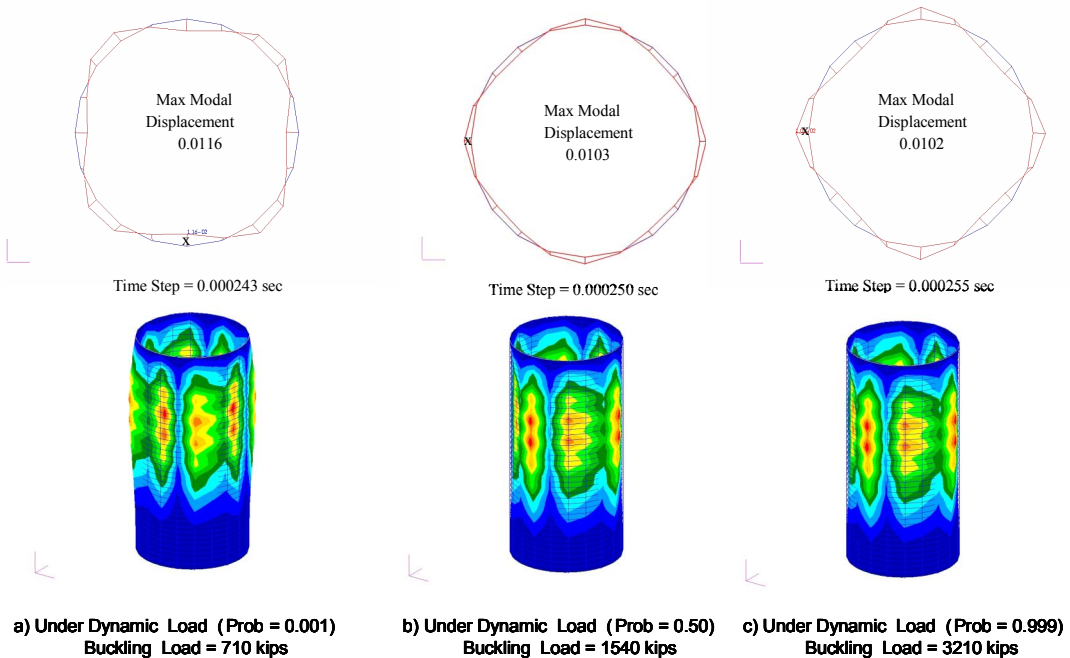 Max Modal
Displacement
0.0116
1.16-02
X
Time Step = 0.000243 sec
Max Modal
Displacement
0.0103
X
Time Step = 0.000250 sec
Max Modal
Displacement
0.0102
X
Time Step = 0.000255 sec
a) Under Dynamic Load (Prob = 0.001)
Buckling Load = 710 kips
b) Under Dynamic Load (Prob = 0.50)
Buckling Load = 1540 kips
c) Under Dynamic Load (Prob = 0.999)
Buckling Load = 3210 kips